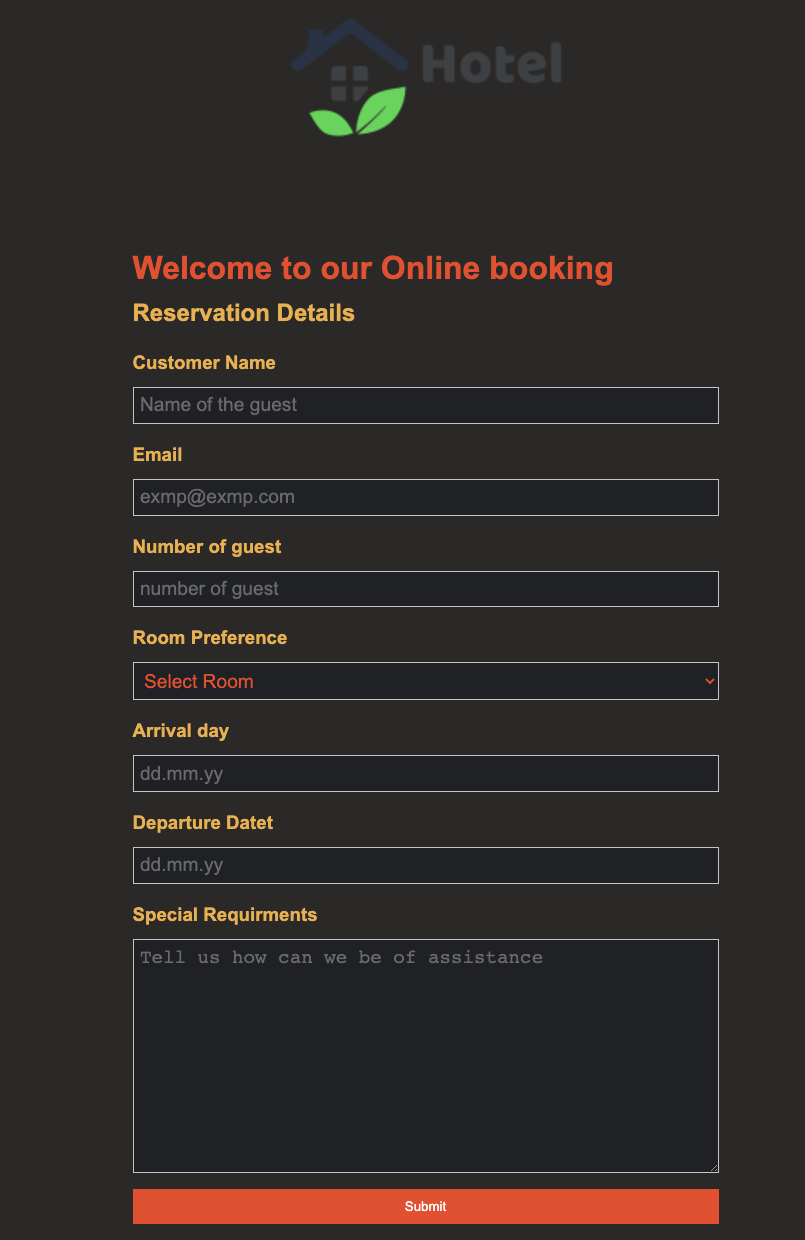 Hotel
Welcome to our Online booking
Reservation Details
Customer Name
Name of the guest
Email
exmp@exmp.com
Number of guest
number of guest
Room Preference
Select Room
Arrival day
dd.mm.yy
Departure Datet
dd.mm.yy
Special Requirments
Tell us how can we be of assistance
Submit